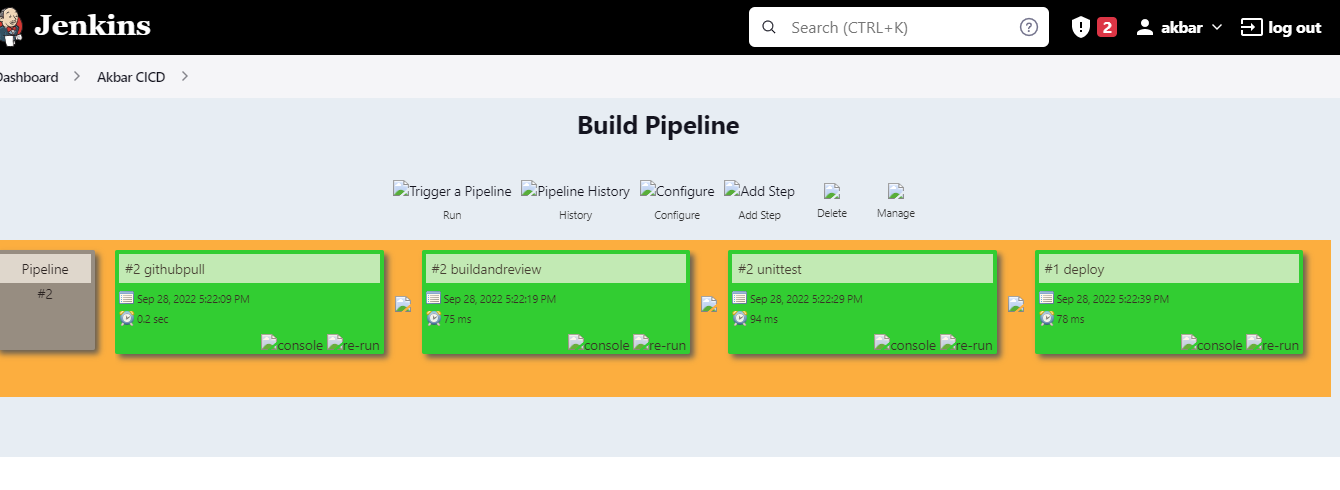 Jenkins
Search (CTRL+K)
2
akbar
log out
Dashboard
Akbar CICD
Build Pipeline
Trigger a Pipeline
Pipeline History
Configure
Add Step
Run
History
Configure
Add Step
Delete
Manage
Pipeline
#2
#2 githubpull
Sep 28, 2022 5:22:09 PM
0.2 sec
console
re-run
#2 buildandreview
Sep 28, 2022 5:22:19 PM
75 ms
console
re-run
#2 unittest
Sep 28, 2022 5:22:29 PM
94 ms
console
re-run
#1 deploy
Sep 28, 2022 5:22:39 PM
78 ms
console
re-run